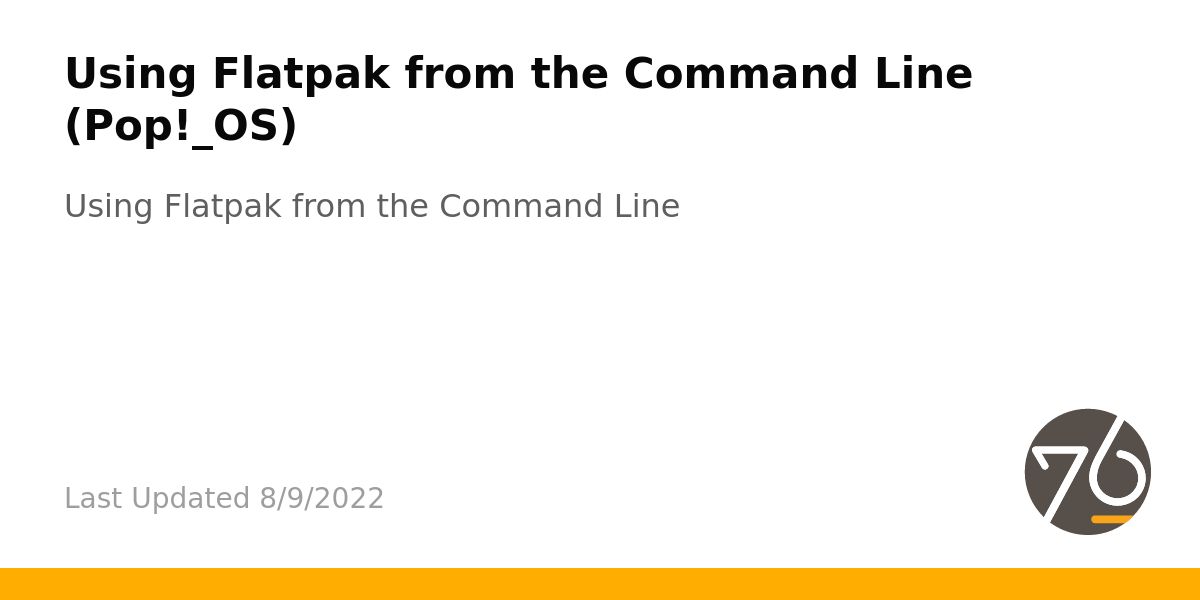 Using Flatpak from the Command Line
(Pop!_OS)
Using Flatpak from the Command Line
Last Updated 8/9/2022
76